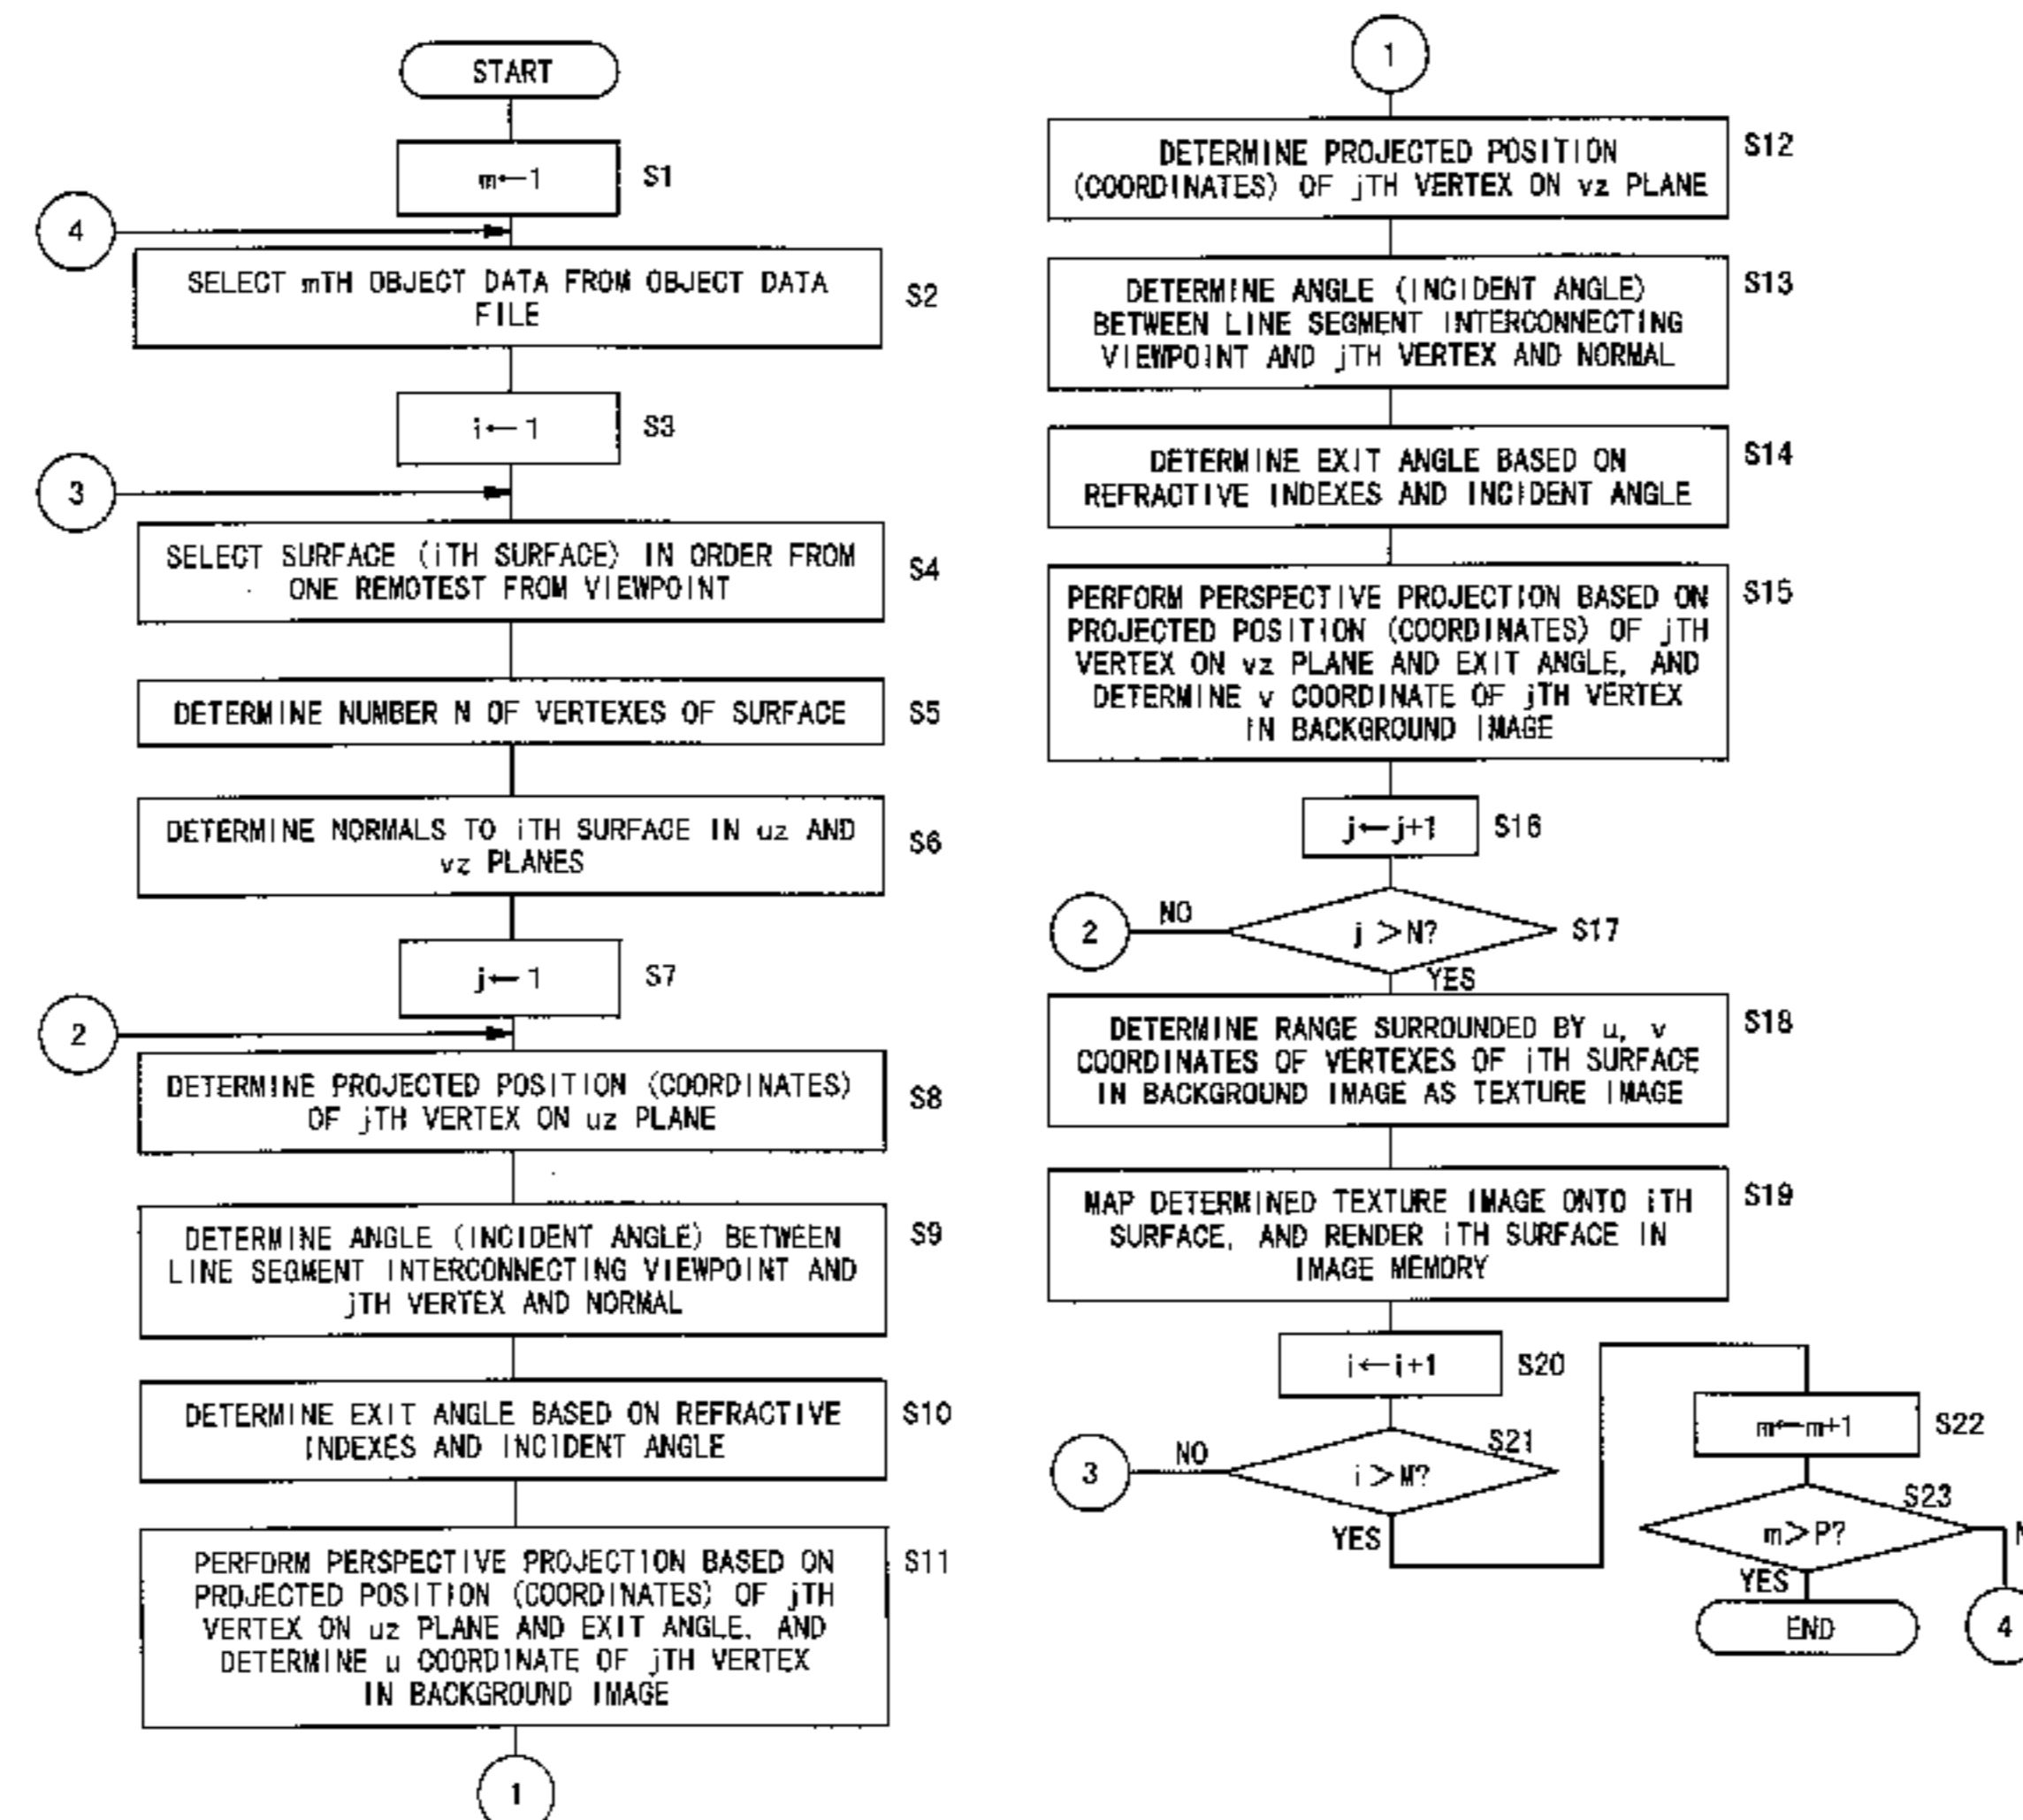 START
m←1
S1
4
SELECT mTH OBJECT DATA FROM OBJECT DATA
FILE
S2
i←1
S3
3
SELECT SURFACE (iTH SURFACE) IN ORDER FROM
ONE REMOTEST FROM VIEWPOINT
S4
DETERMINE NUMBER N OF VERTEXES OF SURFACE
S5
DETERMINE NORMALS TO iTH SURFACE IN uz AND
vz PLANES
S6
j←1
S7
2
DETERMINE PROJECTED POSITION (COORDINATES)
OF jTH VERTEX ON uz PLANE
S8
DETERMINE ANGLE (INCIDENT ANGLE) BETWEEN
LINE SEGMENT INTERCONNECTING VIEWPOINT AND
jTH VERTEX AND NORMAL
S9
DETERMINE EXIT ANGLE BASED ON REFRACTIVE
INDEXES AND INCIDENT ANGLE
S10
PERFORM PERSPECTIVE PROJECTION BASED ON
PROJECTED POSITION (COORDINATES) OF jTH
VERTEX ON uz PLANE AND EXIT ANGLE, AND
DETERMINE u COORDINATE OF jTH VERTEX
IN BACKGROUND IMAGE
S11
1
1
DETERMINE PROJECTED POSITION
(COORDINATES) OF jTH VERTEX ON vz PLANE
S12
DETERMINE ANGLE (INCIDENT ANGLE)
BETWEEN LINE SEGMENT INTERCONNECTING
VIEWPOINT AND jTH VERTEX AND NORMAL
S13
DETERMINE EXIT ANGLE BASED ON
REFRACTIVE INDEXES AND INCIDENT ANGLE
S14
PERFORM PERSPECTIVE PROJECTION BASED ON
PROJECTED POSITION (COORDINATES) OF jTH
VERTEX ON vz PLANE AND EXIT ANGLE, AND
DETERMINE v COORDINATE OF jTH VERTEX
IN BACKGROUND IMAGE
S15
j←j+1
S16
2
NO
j >N?
S17
YES
DETERMINE RANGE SURROUNDED BY u, v
COORDINATES OF VERTEXES OF iTH SURFACE
IN BACKGROUND IMAGE AS TEXTURE IMAGE
S18
MAP DETERMINED TEXTURE IMAGE ONTO iTH
SURFACE, AND RENDER iTH SURFACE IN
IMAGE MEMORY
S19
i←i+1
S20
3
NO
i>M?
S21
YES
m←m+1
S22
m>P?
S23
YES
END
4